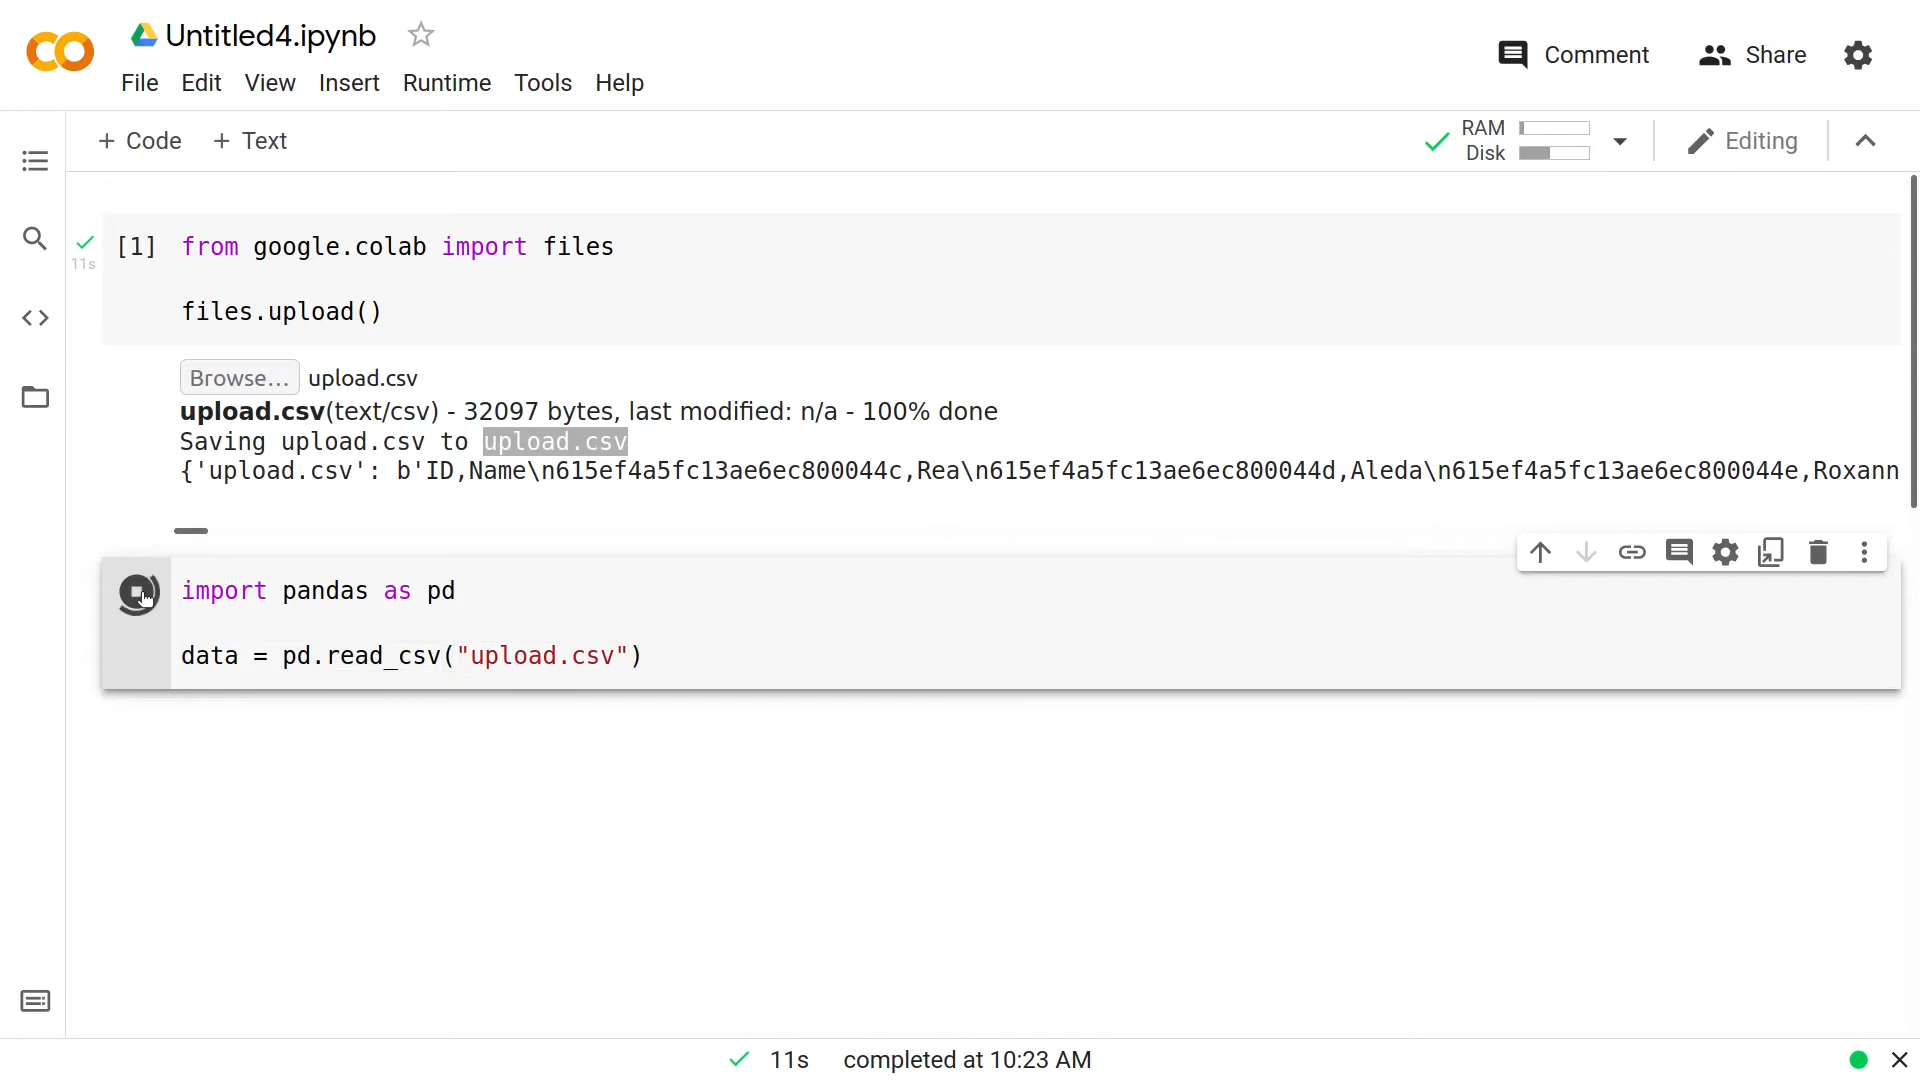 Untitled4.ipynb
File Edit View Insert Runtime Tools Help
Comment Share
+ Code + Text
RAM
Disk
Editing
[1] from google.colab import files
11s
files.upload()
Browse... upload.csv
upload.csv(text/csv) - 32097 bytes, last modified: n/a - 100% done
Saving upload.csv to upload.csv
{'upload.csv': b'ID,Name\n615ef4a5fc13ae6ec800044c,Rea\n615ef4a5fc13ae6ec800044d,Aleda\n615ef4a5fc13ae6ec800044e,Roxann
import pandas as pd
data = pd.read_csv("upload.csv")
11s completed at 10:23 AM